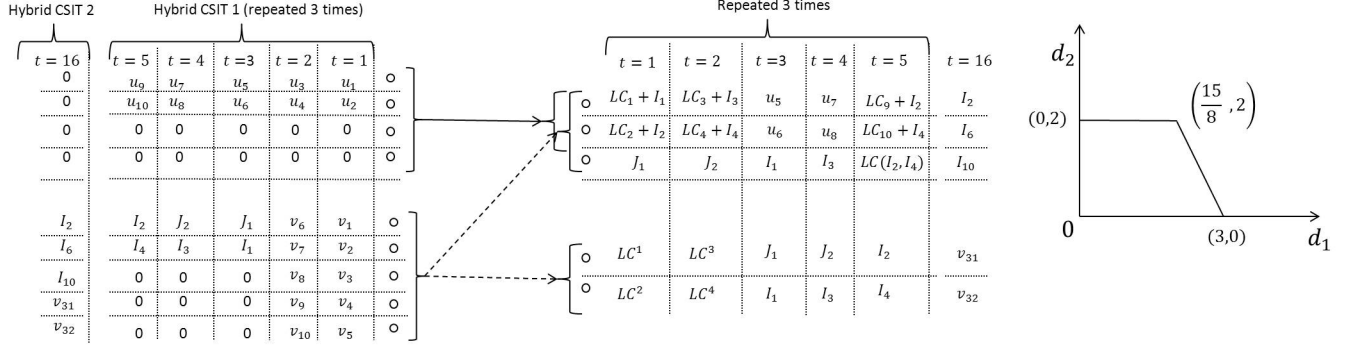 Hybrid CSIT 2
Hybrid CSIT 1 (repeated 3 times)
t = 16 t = 5 t = 4 t =3 t = 2 t = 1
0 u₉ u₇ u₅ u₃ u₁
0 u₁₀ u₈ u₆ u₄ u₂
0 0 0 0 0 0
0 0 0 0 0 0
I₂ I₂ J₂ J₁ v₆ v₁
I₆ I₄ I₃ I₁ v₇ v₂
I₁₀ 0 0 0 v₈ v₃
v₃₁ 0 0 0 v₉ v₄
v₃₂ 0 0 0 v₁₀ v₅
Repeated 3 times
t = 1 t = 2 t =3 t = 4 t = 5 t = 16
LC₁ + I₁ LC₃ + I₃ u₅ u₇ LC₉ + I₂ I₂
LC₂ + I₂ LC₄ + I₄ u₆ u₈ LC₁₀ + I₄ I₆
J₁ J₂ I₁ I₃ LC(I₂, I₄) I₁₀
LC¹ LC³ J₁ J₂ I₂ v₃₁
LC² LC⁴ I₁ I₃ I₄ v₃₂
d₂
(15/8 , 2)
(0,2)
0
(3,0)
d₁